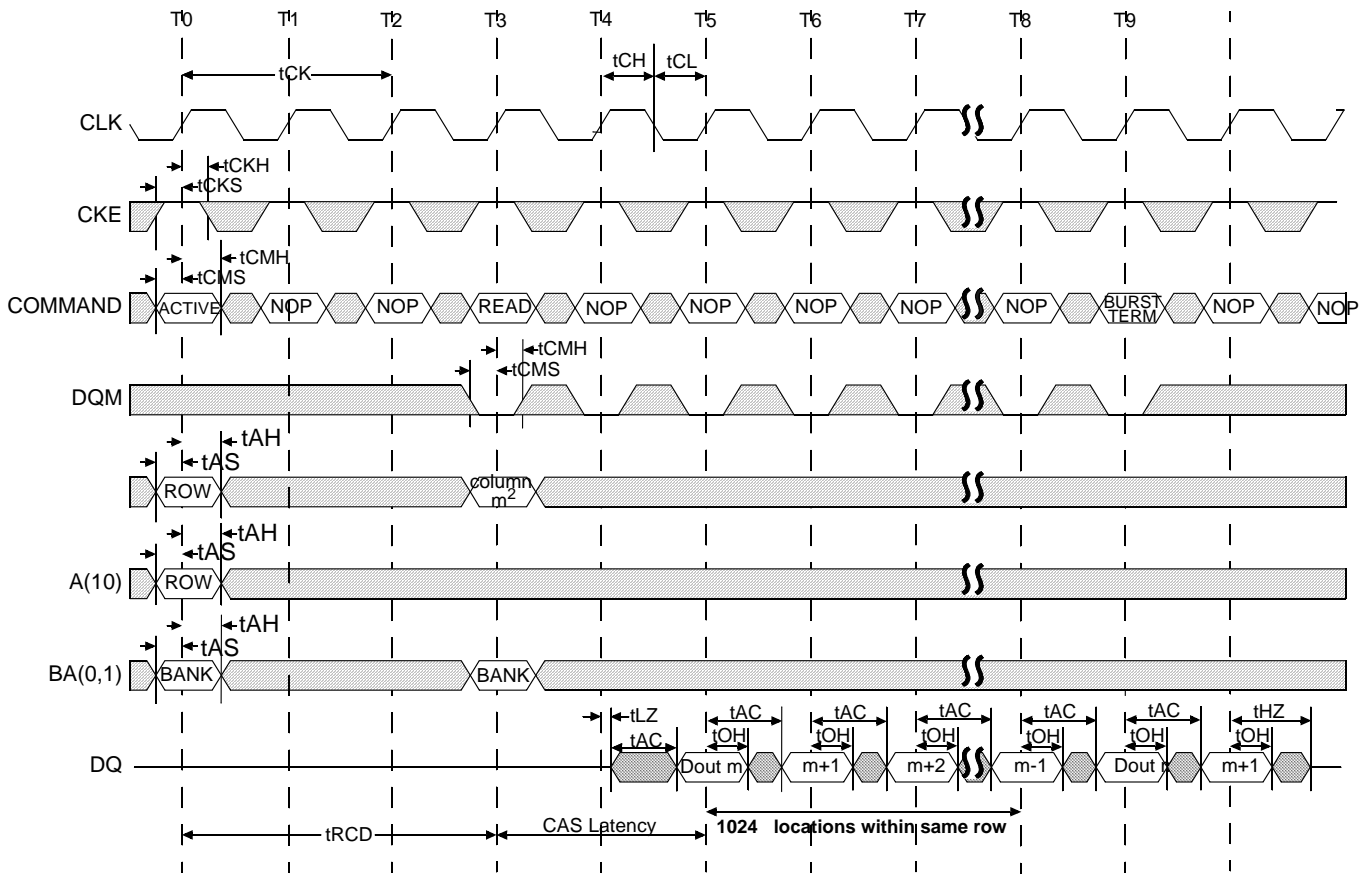 T0 T1 T2 T3 T4 T5 T6 T7 T8 T9
tCK tCH tCL
CLK
tCKH
tCKS
CKE
tCMH
tCMS
COMMAND ACTIVE NOP NOP READ NOP NOP NOP NOP NOP BURST TERM NOP NOP
tCMH
tCMS
DQM
tAH
tAS
ROW column m2
tAH
tAS
A(10) ROW
tAH
tAS
BA(0,1) BANK BANK
tLZ tAC tAC tAC tAC tAC tHZ
tAC tOH tOH tOH tOH tOH tOH
DQ Dout m m+1 m+2 m-1 Dout m+1
tRCD CAS Latency 1024 locations within same row